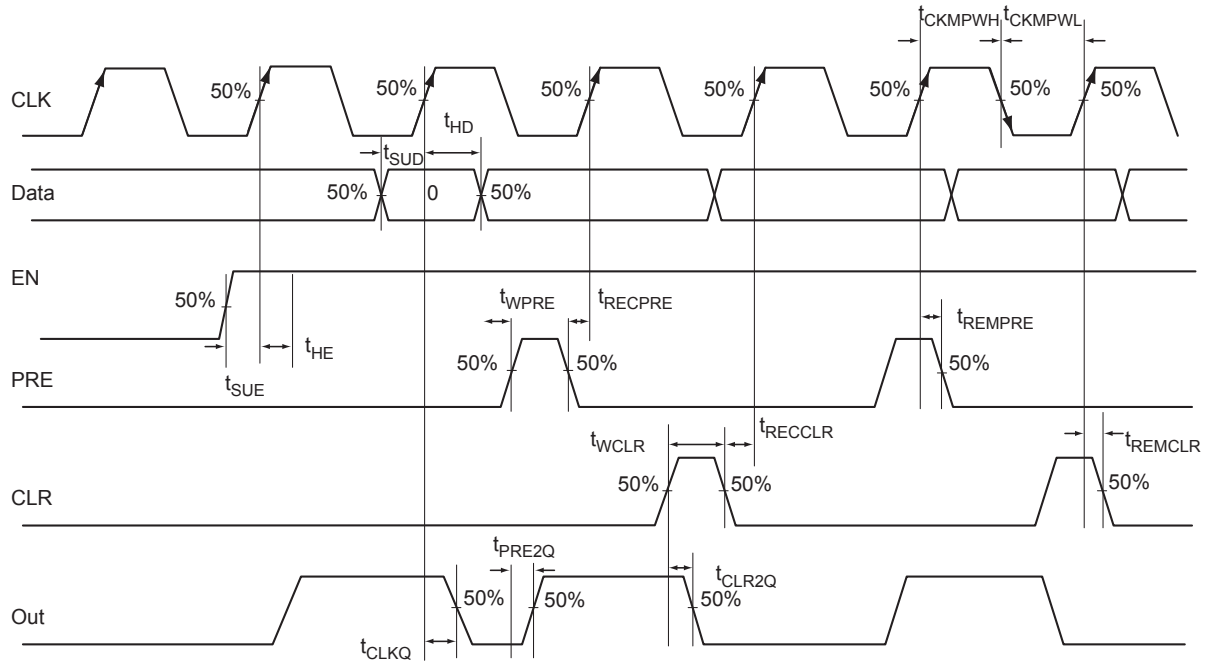 tCKMPWH tCKMPWL
CLK
50% 50% 50% 50% 50% 50% 50%
tHD
tSUD
Data
50% 0 50%
EN
50%
tWPRE tRECPRE
tREMPRE
tHE
tSUE
PRE
50% 50% 50%
tWCLR tRECCLR tREMCLR
CLR
50% 50% 50%
tPRE2Q
tCLR2Q
Out
50% 50% 50%
tCLKQ